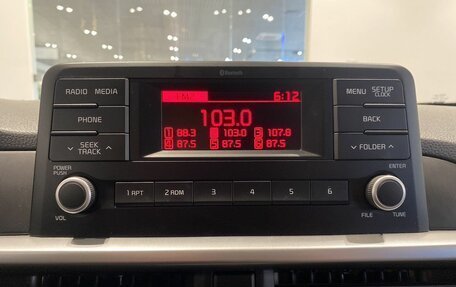 Bluetooth
RADIO MEDIA
PHONE
SEEK
TRACK
POWER
PUSH
VOL
6:12
103.0
1 88.3 2 103.0 3 107.8
4 87.5 5 87.5 6 87.5
MENU SETUP
CLOCK
BACK
FOLDER
ENTER
FILE TUNE
1 RPT 2 RDM 3 4 5 6